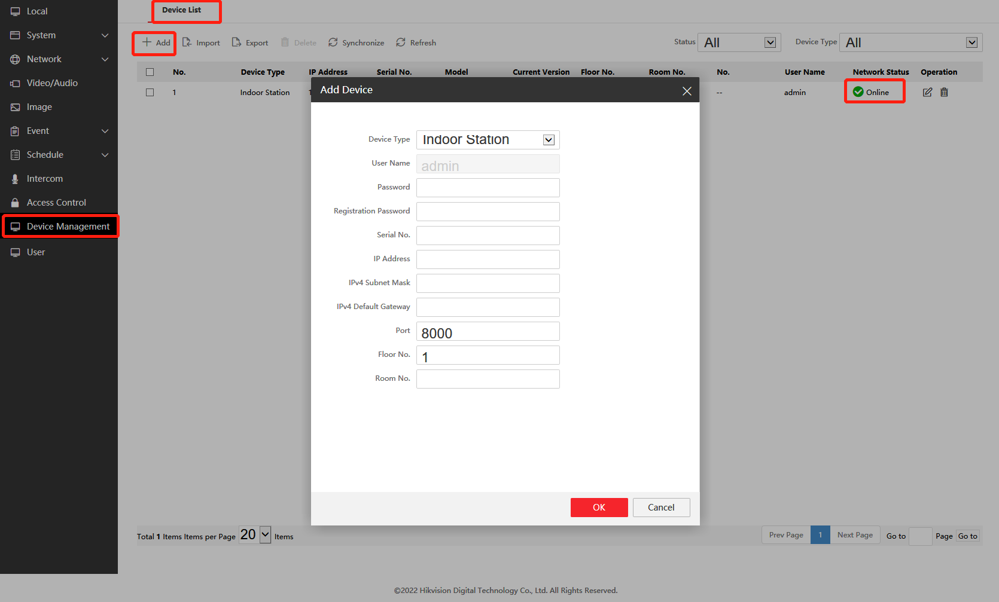 Local
System
Network
Video/Audio
Image
Event
Schedule
Intercom
Access Control
Device Management
User
Device List
Add Import Export Delete Synchronize Refresh Status All Device Type All
No. Device Type IP Address Serial No. Model Current Version Floor No. Room No. No. User Name Network Status Operation
1 Indoor Station 1 -- admin Online
Add Device
Device Type Indoor Station
User Name admin
Password
Registration Password
Serial No.
IP Address
IPv4 Subnet Mask
IPv4 Default Gateway
Port 8000
Floor No. 1
Room No.
OK Cancel
Total 1 Items Items per Page 20 Items Prev Page 1 Next Page Go to Page Go to
©2022 Hikvision Digital Technology Co., Ltd. All Rights Reserved.